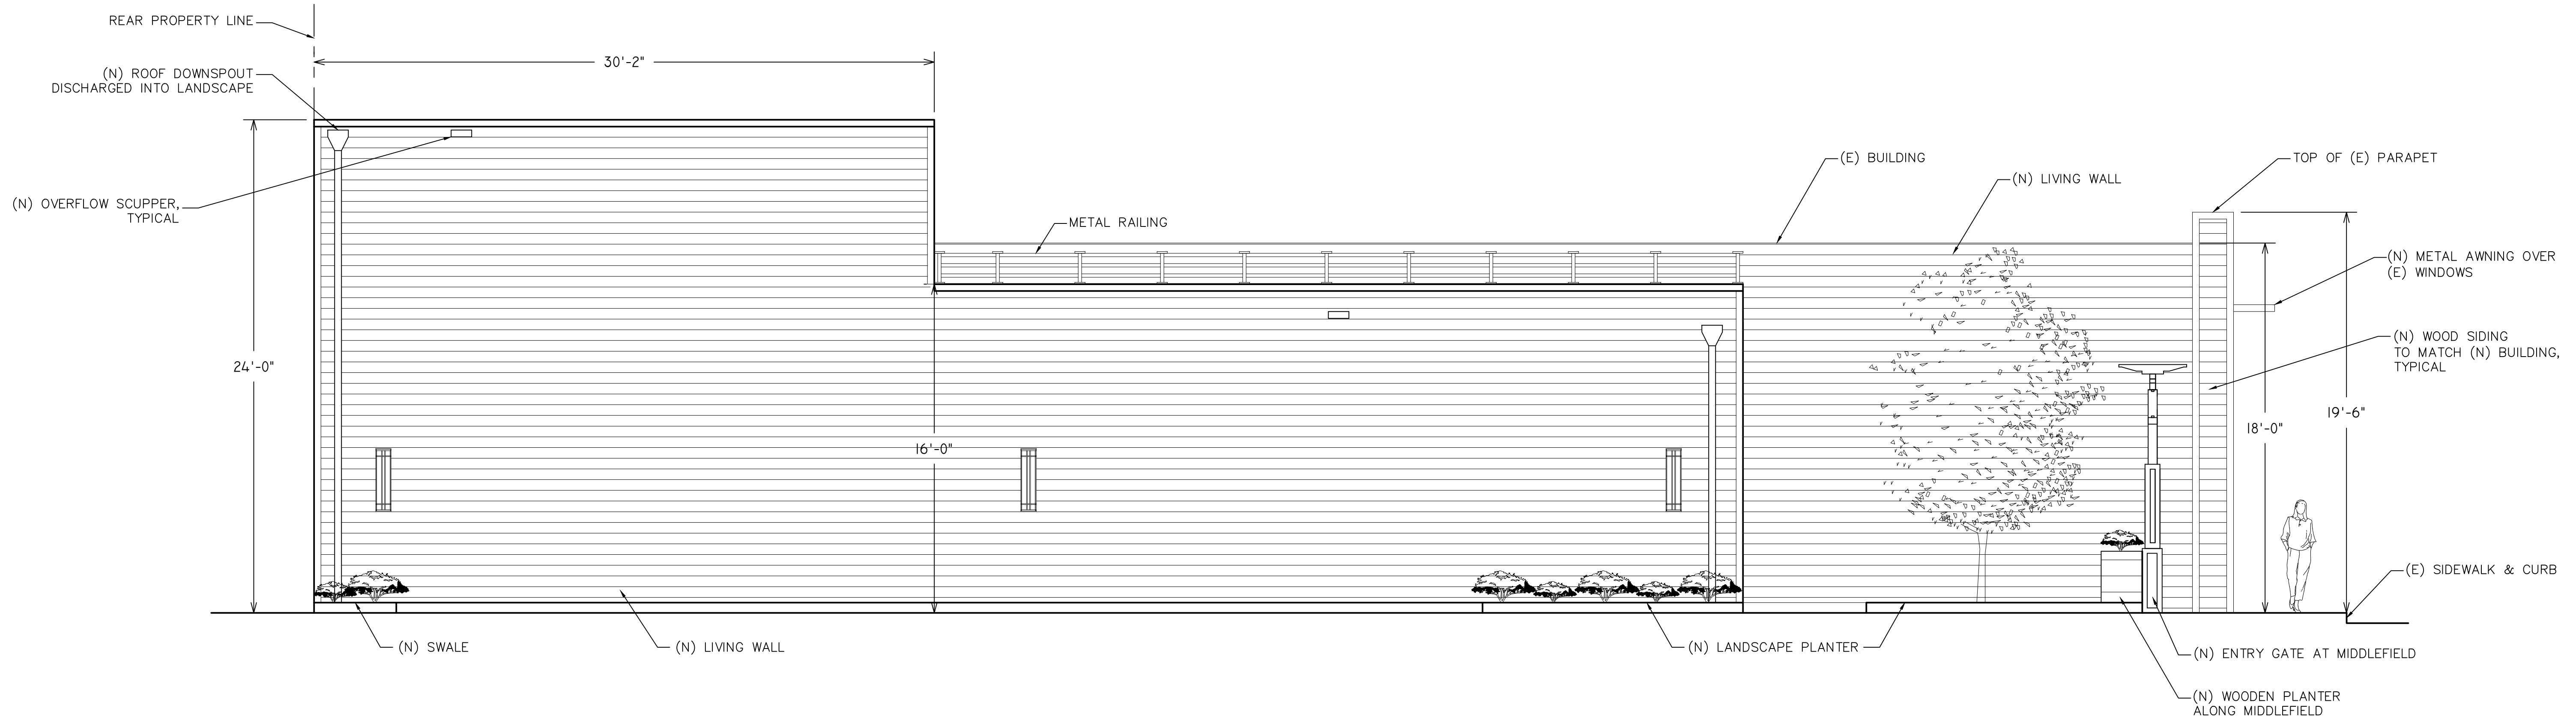 REAR PROPERTY LINE
(N) ROOF DOWNSPOUT
DISCHARGED INTO LANDSCAPE
30'-2"
(N) OVERFLOW SCUPPER,
TYPICAL
24'-0"
METAL RAILING
16'-0"
(E) BUILDING
(N) LIVING WALL
TOP OF (E) PARAPET
(N) METAL AWNING OVER
(E) WINDOWS
(N) WOOD SIDING
TO MATCH (N) BUILDING,
TYPICAL
19'-6"
18'-0"
(E) SIDEWALK & CURB
(N) SWALE
(N) LIVING WALL
(N) LANDSCAPE PLANTER
(N) ENTRY GATE AT MIDDLEFIELD
(N) WOODEN PLANTER
ALONG MIDDLEFIELD